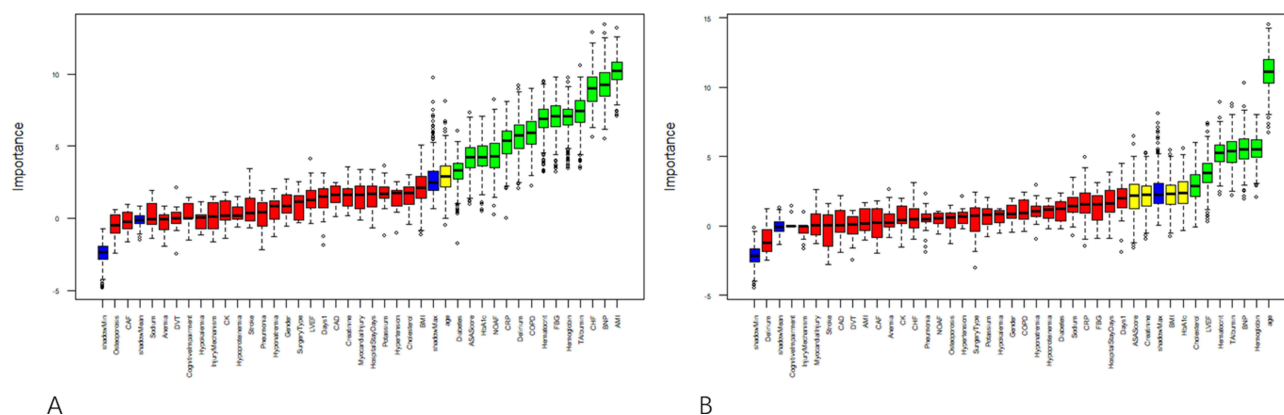 Importance
10
5
0
-5
shadowMin
Osteoporosis
CAF
shadowMean
Sodium
Anemia
DVT
CognitiveImpairment
Hypokalemia
InjuryMechanism
CK
Hypoproteinemia
Stroke
Pneumonia
Hyponatremia
Gender
SurgeryType
LVEF
Days1
CAD
Creatinine
MyocardialInjury
HospitalStayDays
Potassium
Hypertension
Cholesterol
BMI
shadowMax
age
Diabetes
ASAScore
HbA1c
NOAF
CRP
Delirium
COPD
Hematocrit
FBG
Hemoglobin
TAlbumin
CHF
BNP
AMI
A
Importance
15
10
5
0
-5
shadowMin
Delirium
shadowMean
CognitiveImpairment
InjuryMechanism
MyocardialInjury
Stroke
CAD
DVT
AMI
CAF
Anemia
CK
CHF
Pneumonia
NOAF
Osteoporosis
Hypertension
SurgeryType
Potassium
Hypokalemia
Gender
COPD
Hyponatremia
Hypoproteinemia
Diabetes
Sodium
CRP
FBG
HospitalStayDays
Days1
ASAScore
Creatinine
shadowMax
BMI
HbA1c
Cholesterol
LVEF
Hematocrit
TAlbumin
BNP
Hemoglobin
age
B